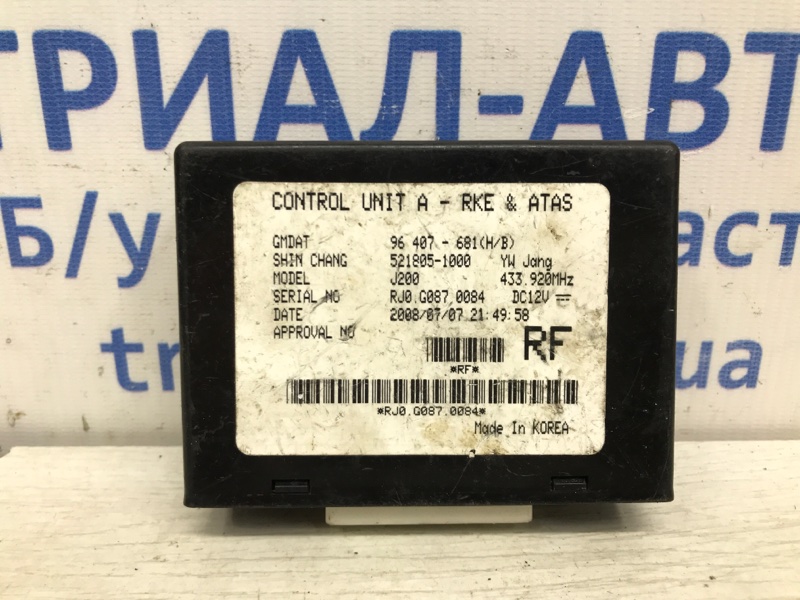 ТРИАЛ-АВТ
Б/у
част
tr
ua
CONTROL UNIT A - RKE & ATAS
GMDAT 96 407 - 681(H/B)
SHIN CHANG 521805-1000 YW Jang
MODEL J200 433.920MHz
SERIAL NO RJ0.G087.0084 DC12V
DATE 2008/07/07 21:49:58
APPROVAL NO
RF
*RF*
*RJ0.G087.0084*
Made In KOREA